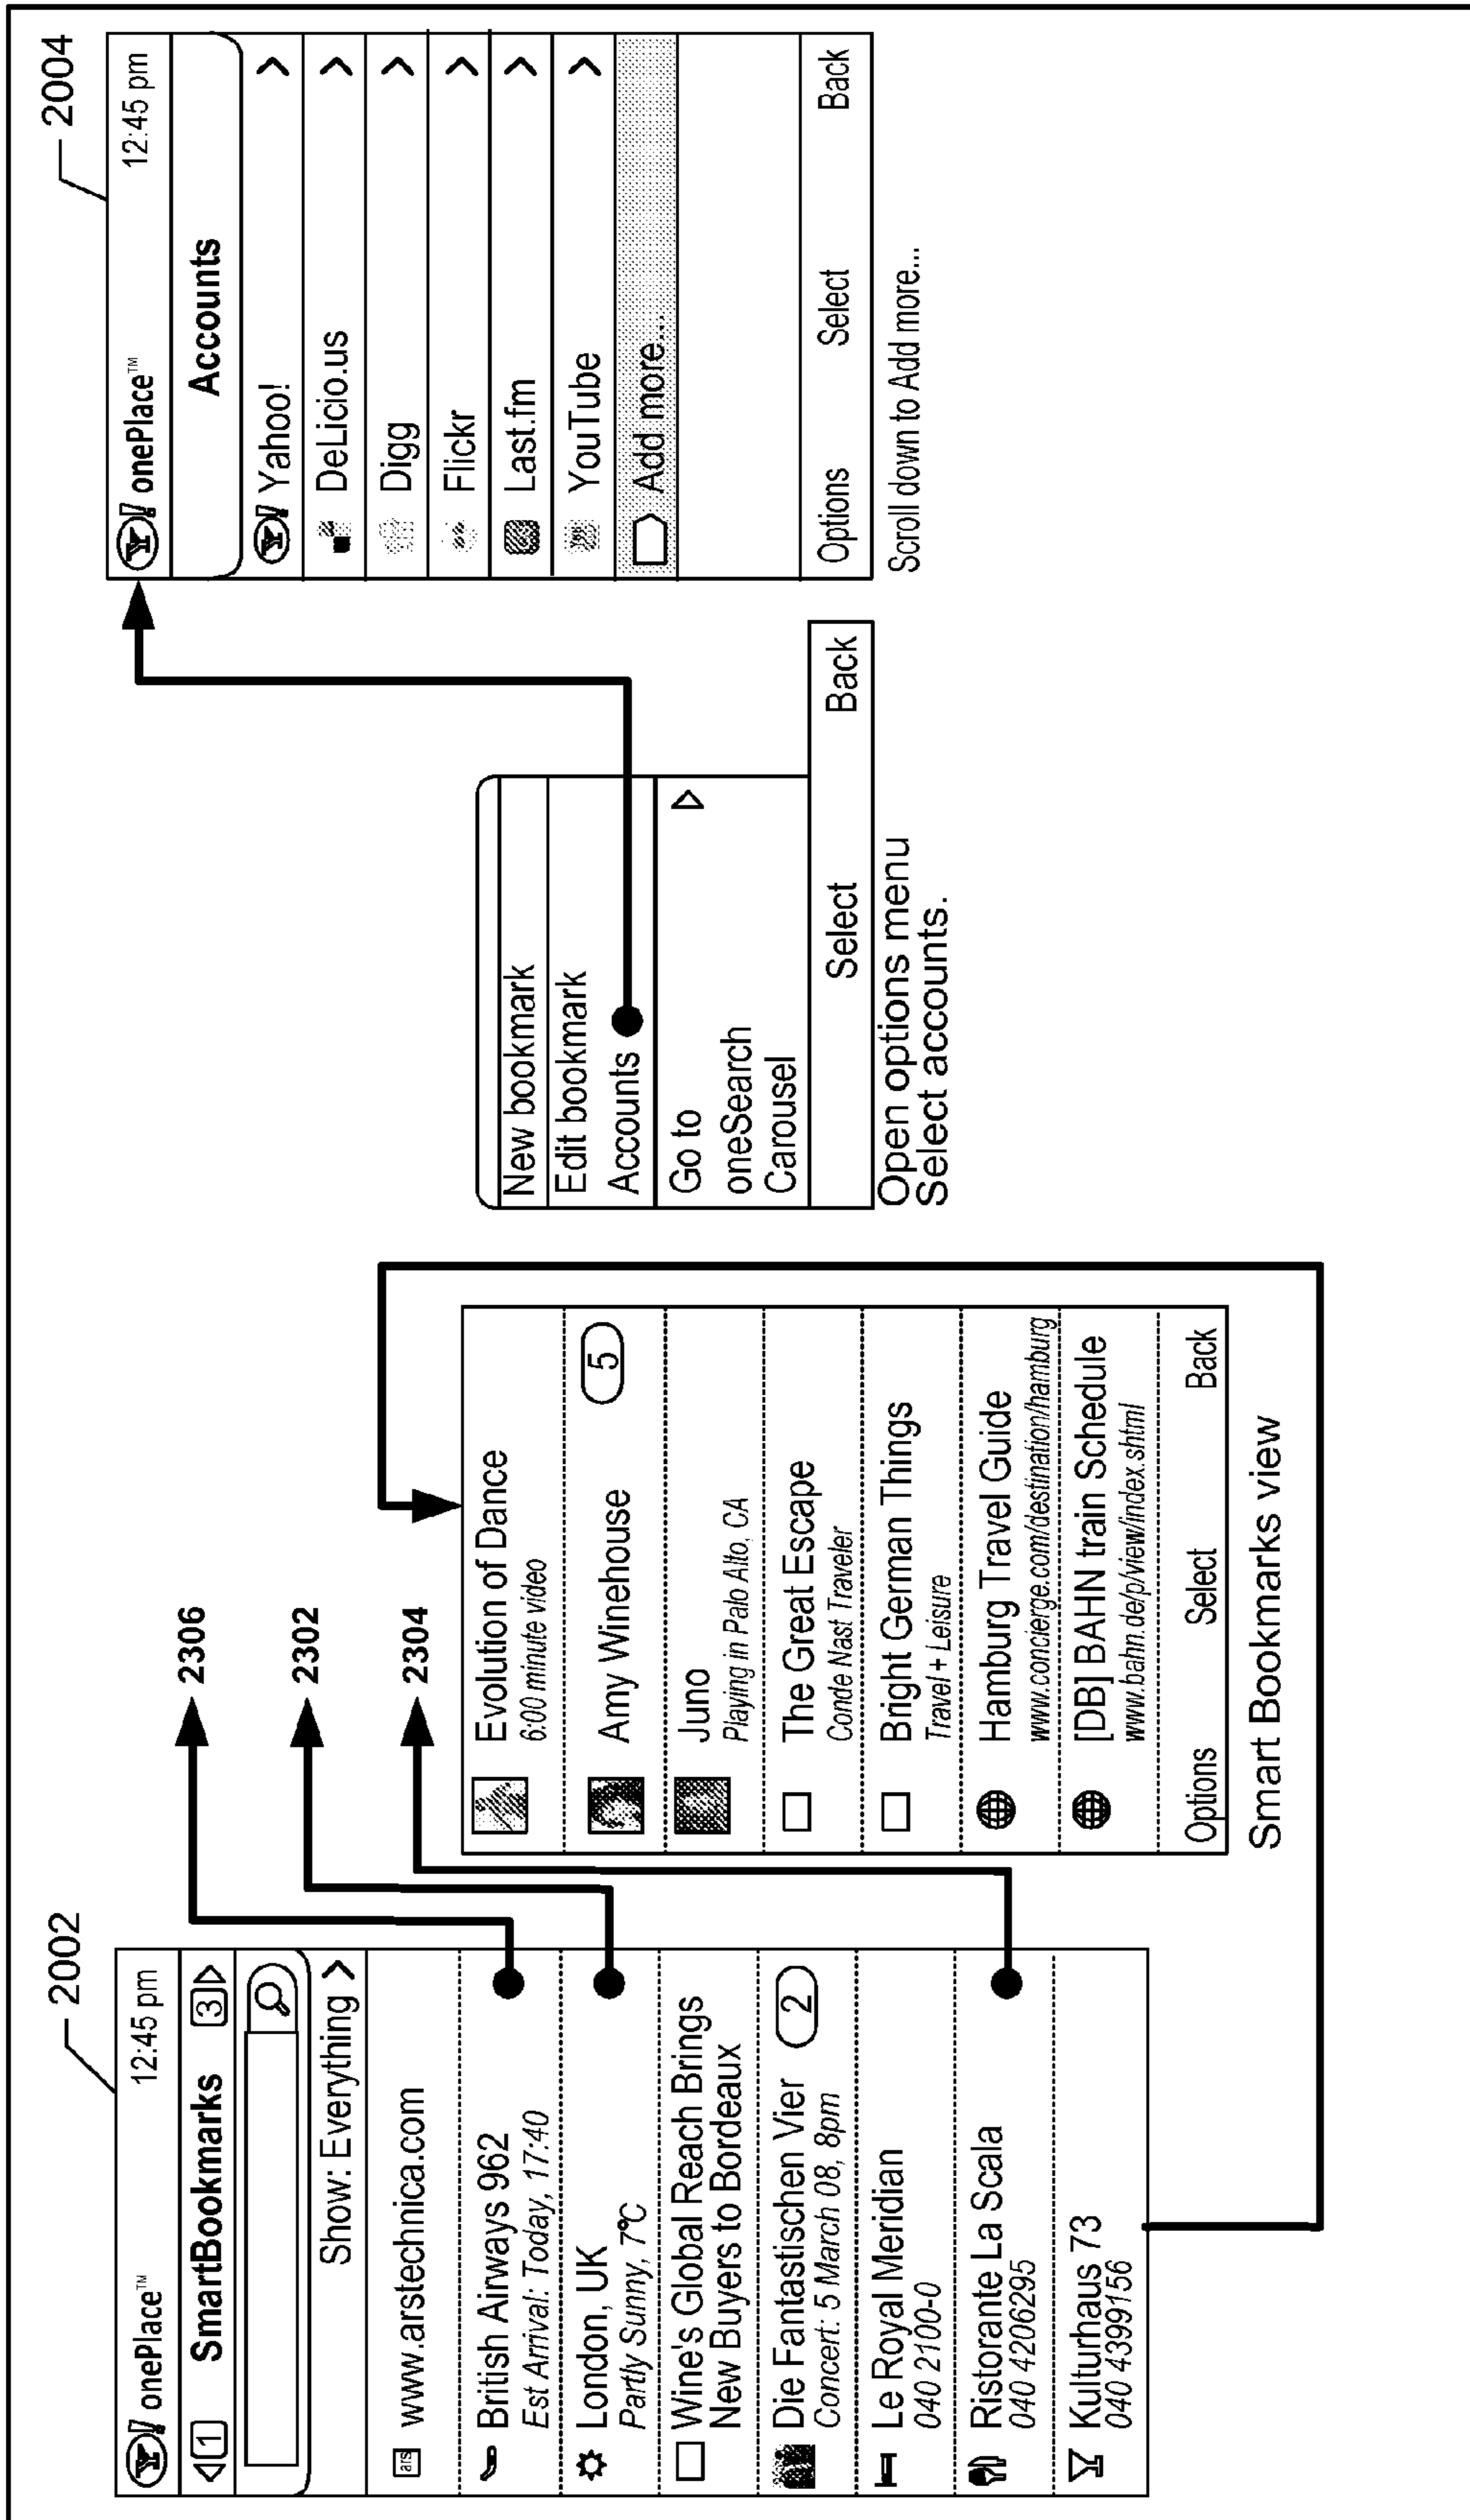 2002
onePlace™ 12:45 pm
1 SmartBookmarks 3
Show: Everything >
ars www.arstechnica.com
British Airways 962
Est Arrival: Today, 17:40
London, UK
Partly Sunny, 7°C
Wine's Global Reach Brings
New Buyers to Bordeaux
Die Fantastischen Vier 2
Concert: 5 March 08, 8pm
Le Royal Meridian
040 2100-0
Ristorante La Scala
040 4206295
Kulturhaus 73
040 4399156
2306
2302
2304
Evolution of Dance
6:00 minute video
Amy Winehouse 5
Juno
Playing in Palo Alto, CA
The Great Escape
Conde Nast Traveler
Bright German Things
Travel + Leisure
Hamburg Travel Guide
www.concierge.com/destination/hamburg
[DB] BAHN train Schedule
www.bahn.de/p/view/index.shtml
Options Select Back
Smart Bookmarks view
New bookmark
Edit bookmark
Accounts
Go to
oneSearch
Carousel
Select Back
Open options menu
Select accounts.
2004
Y! onePlace™ 12:45 pm
Accounts
Y! Yahoo! >
DeLicio.us >
Digg >
Flickr >
Last.fm >
YouTube >
Add more...
Options Select Back
Scroll down to Add more...